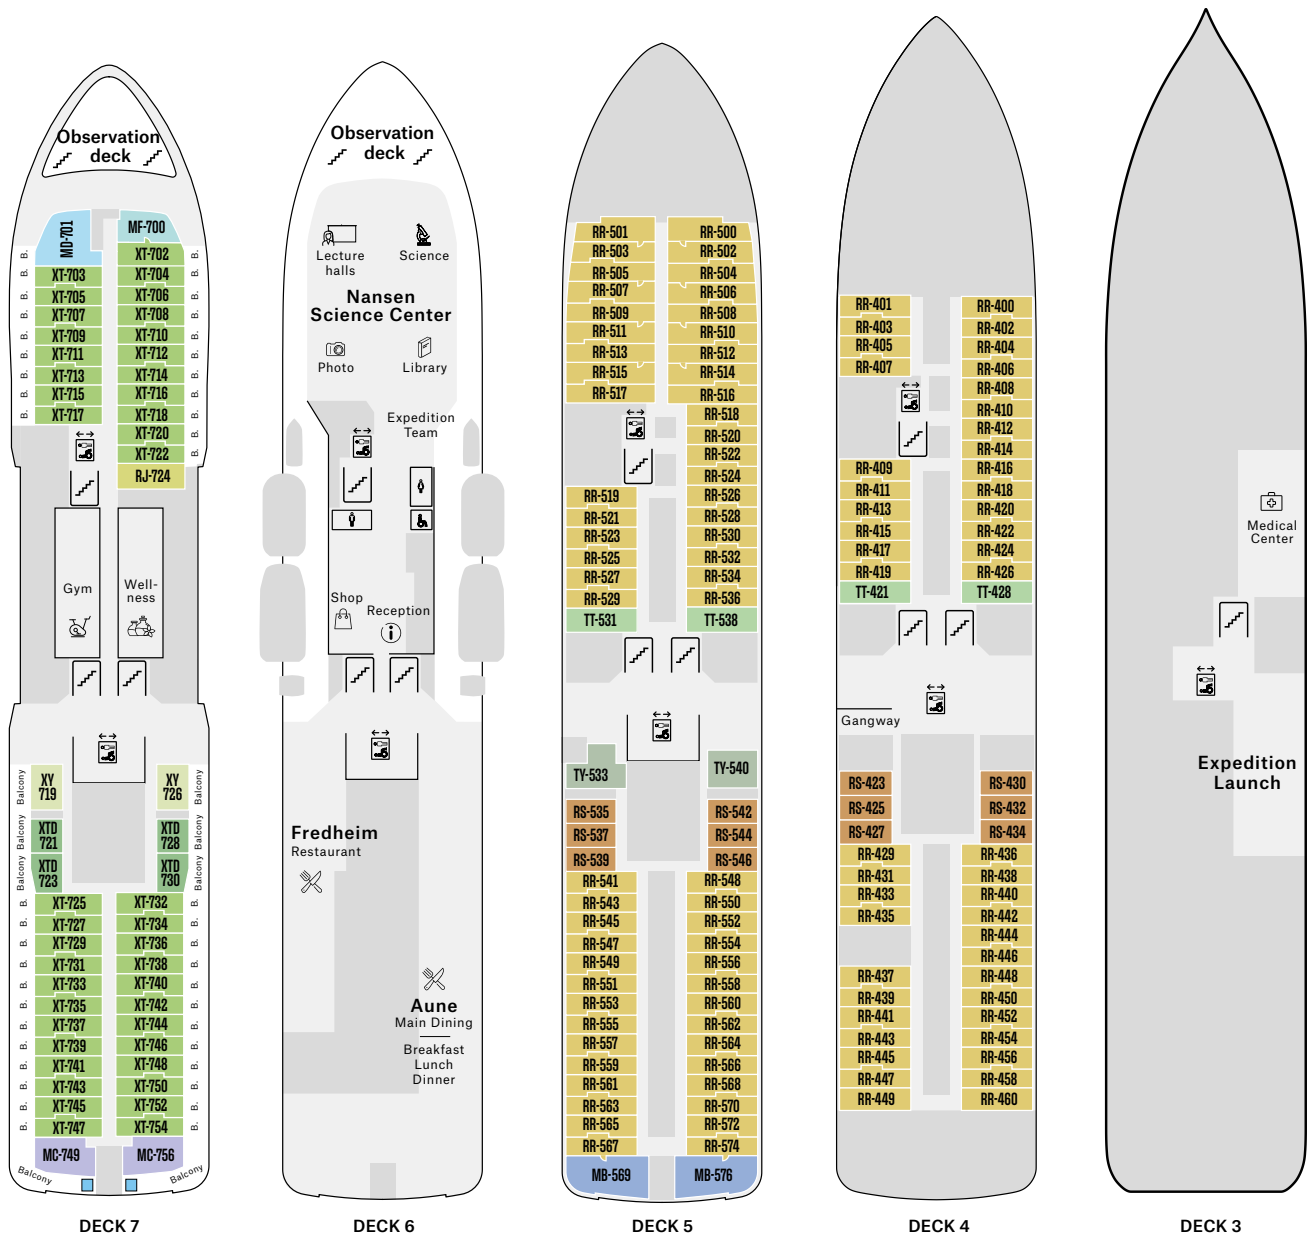 Observation
deck
MD-701
MF-700
B.
XT-702
B.
XT-703
XT-704
B.
B.
XT-705
XT-706
B.
B.
XT-707
XT-708
B.
B.
XT-709
XT-710
B.
B.
XT-711
XT-712
B.
B.
XT-713
XT-714
B.
B.
XT-715
XT-716
B.
B.
XT-717
XT-718
B.
XT-720
B.
XT-722
B.
RJ-724
Gym
Well-
ness
Balcony
XY
719
XY
726
Balcony
Balcony
XTD
721
XTD
728
Balcony
Balcony
XTD
723
XTD
730
Balcony
B.
XT-725
XT-732
B.
B.
XT-727
XT-734
B.
B.
XT-729
XT-736
B.
B.
XT-731
XT-738
B.
B.
XT-733
XT-740
B.
B.
XT-735
XT-742
B.
B.
XT-737
XT-744
B.
B.
XT-739
XT-746
B.
B.
XT-741
XT-748
B.
B.
XT-743
XT-750
B.
B.
XT-745
XT-752
B.
B.
XT-747
XT-754
B.
MC-749
MC-756
Balcony
Balcony
DECK 7
Observation
deck
Lecture
halls
Science
Nansen
Science Center
Photo
Library
Expedition
Team
Shop
Reception
Fredheim
Restaurant
Aune
Main Dining
Breakfast
Lunch
Dinner
DECK 6
RR-501
RR-500
RR-503
RR-502
RR-505
RR-504
RR-507
RR-506
RR-509
RR-508
RR-511
RR-510
RR-513
RR-512
RR-515
RR-514
RR-517
RR-516
RR-518
RR-520
RR-522
RR-524
RR-519
RR-526
RR-521
RR-528
RR-523
RR-530
RR-525
RR-532
RR-527
RR-534
RR-529
RR-536
TT-531
TT-538
TY-533
TY-540
RS-535
RS-542
RS-537
RS-544
RS-539
RS-546
RR-541
RR-548
RR-543
RR-550
RR-545
RR-552
RR-547
RR-554
RR-549
RR-556
RR-551
RR-558
RR-553
RR-560
RR-555
RR-562
RR-557
RR-564
RR-559
RR-566
RR-561
RR-568
RR-563
RR-570
RR-565
RR-572
RR-567
RR-574
MB-569
MB-576
DECK 5
RR-401
RR-400
RR-403
RR-402
RR-405
RR-404
RR-407
RR-406
RR-408
RR-410
RR-412
RR-414
RR-409
RR-416
RR-411
RR-418
RR-413
RR-420
RR-415
RR-422
RR-417
RR-424
RR-419
RR-426
TT-421
TT-428
Gangway
RS-423
RS-430
RS-425
RS-432
RS-427
RS-434
RR-429
RR-436
RR-431
RR-438
RR-433
RR-440
RR-435
RR-442
RR-444
RR-446
RR-437
RR-448
RR-439
RR-450
RR-441
RR-452
RR-443
RR-454
RR-445
RR-456
RR-447
RR-458
RR-449
RR-460
DECK 4
Medical
Center
Expedition
Launch
DECK 3